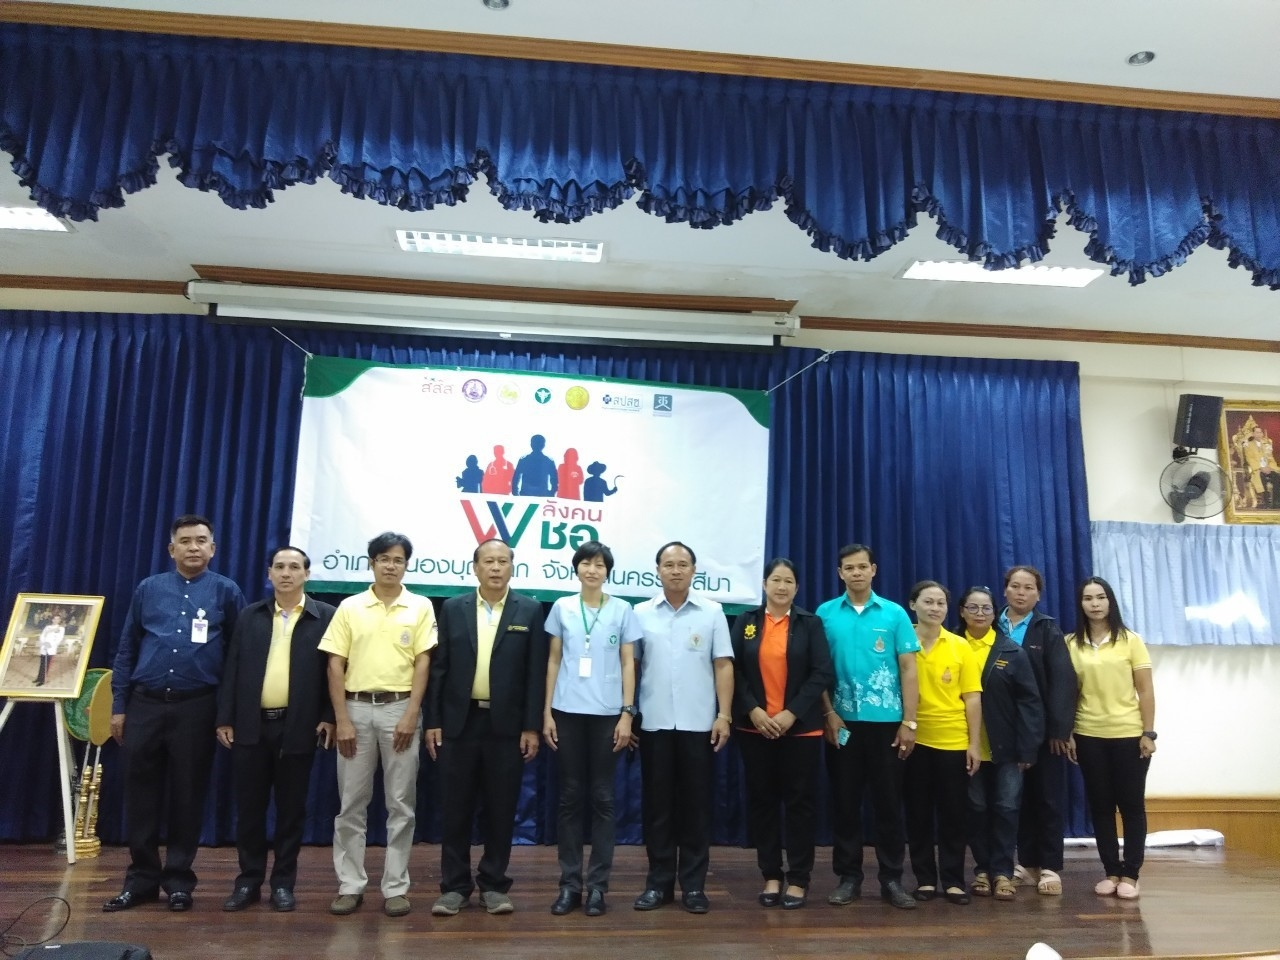 สสส สปสช
ลังคน
W ชอ
อำเภ นองบุญ าก จังห นครร สีมา